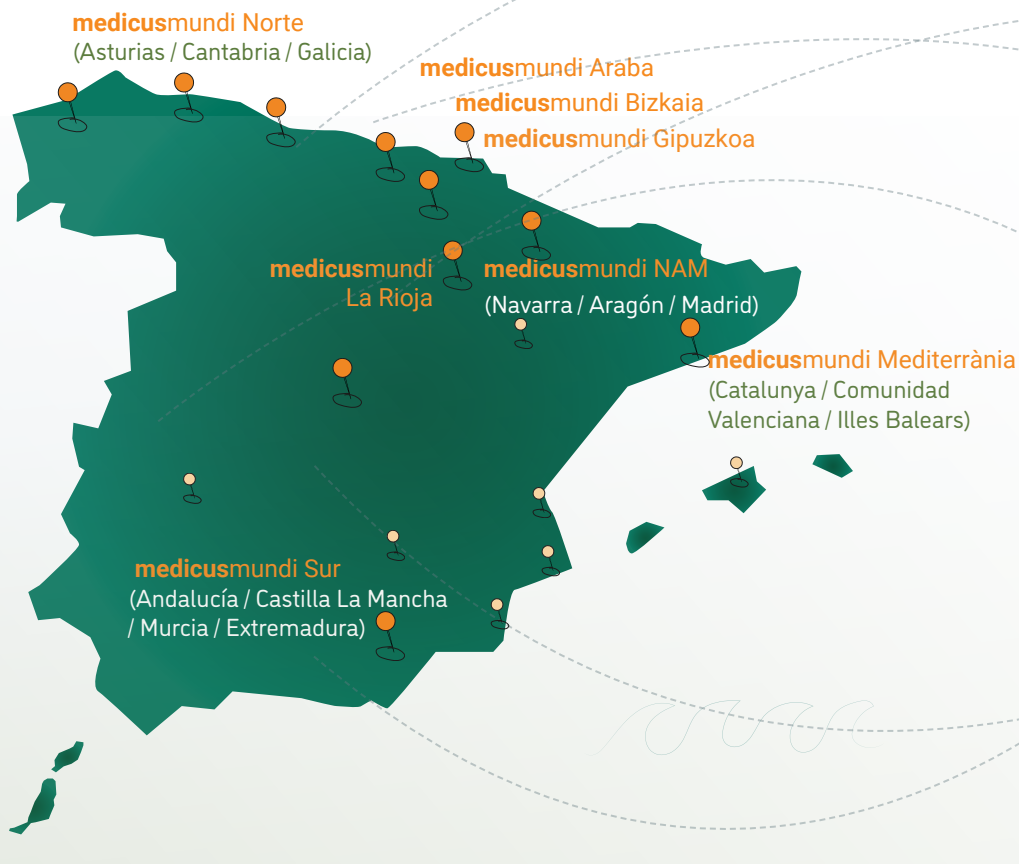 medicusmundi Norte
(Asturias / Cantabria / Galicia)
medicusmundi Araba
medicusmundi Bizkaia
medicusmundi Gipuzkoa
medicusmundi
La Rioja
medicusmundi NAM
(Navarra / Aragón / Madrid)
medicusmundi Mediterrània
(Catalunya / Comunidad
Valenciana / Illes Balears)
medicusmundi Sur
(Andalucía / Castilla La Mancha
/ Murcia / Extremadura)